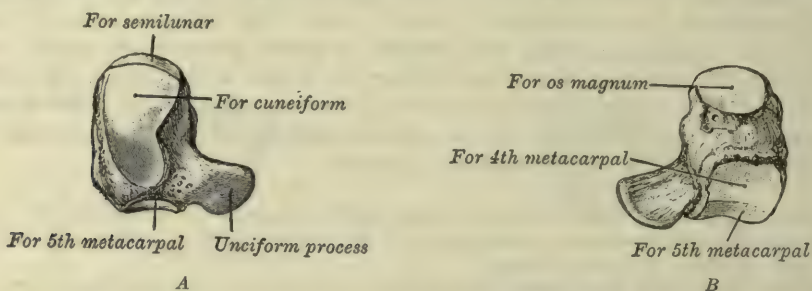 For semilunar
For cuneiform
For 5th metacarpal
Unciform process
A
For os magnum
For 4th metacarpal
For 5th metacarpal
B